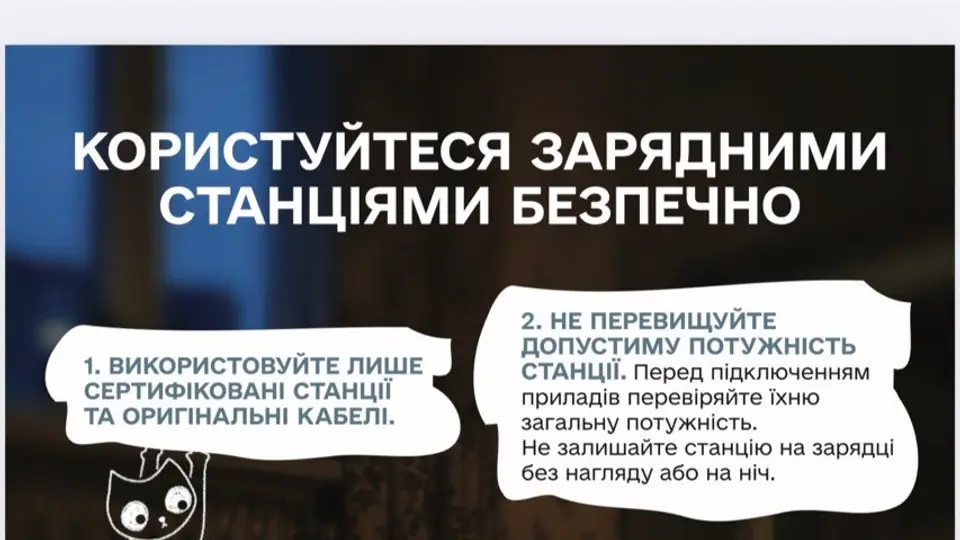 КОРИСТУЙТЕСЯ ЗАРЯДНИМИ
СТАНЦІЯМИ БЕЗПЕЧНО
1. ВИКОРИСТОВУЙТЕ ЛИШЕ
СЕРТИФІКОВАНІ СТАНЦІЇ
ТА ОРИГІНАЛЬНІ КАБЕЛІ.
2. НЕ ПЕРЕВИЩУЙТЕ
ДОПУСТИМУ ПОТУЖНІСТЬ
СТАНЦІЇ. Перед підключенням
приладів перевіряйте їхню
загальну потужність.
Не залишайте станцію на зарядці
без нагляду або на ніч.